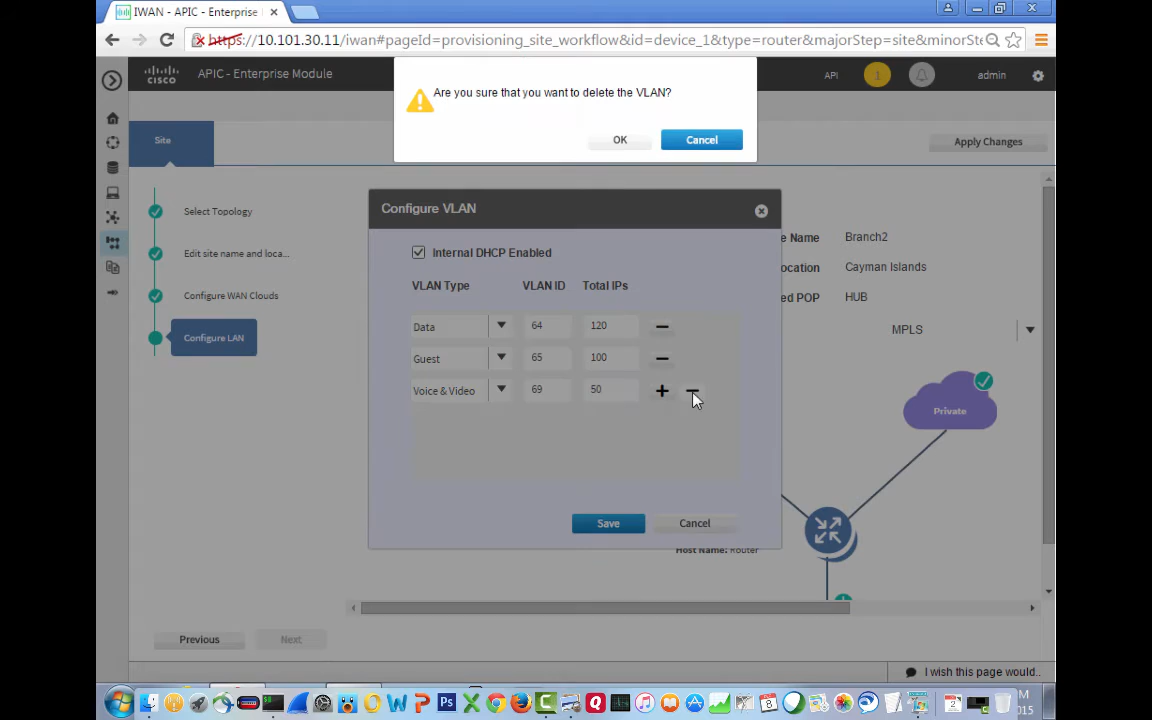 IWAN - APIC - Enterprise
https://10.101.30.11/iwan#pageId=provisioning_site_workflow&id=device_1&type=router&majorStep=site&minorSte
CISCO
APIC - Enterprise Module
API
1
admin
Are you sure that you want to delete the VLAN?
OK
Cancel
Site
Apply Changes
Select Topology
Edit site name and loca...
Configure WAN Clouds
Configure LAN
Configure VLAN
Internal DHCP Enabled
VLAN Type VLAN ID Total IPs
Data 64 120
Guest 65 100
Voice & Video 69 50
Save
Cancel
e Name Branch2
ocation Cayman Islands
ed POP HUB
MPLS
Private
Host Name: Router
Previous
Next
I wish this page would..
M
2015